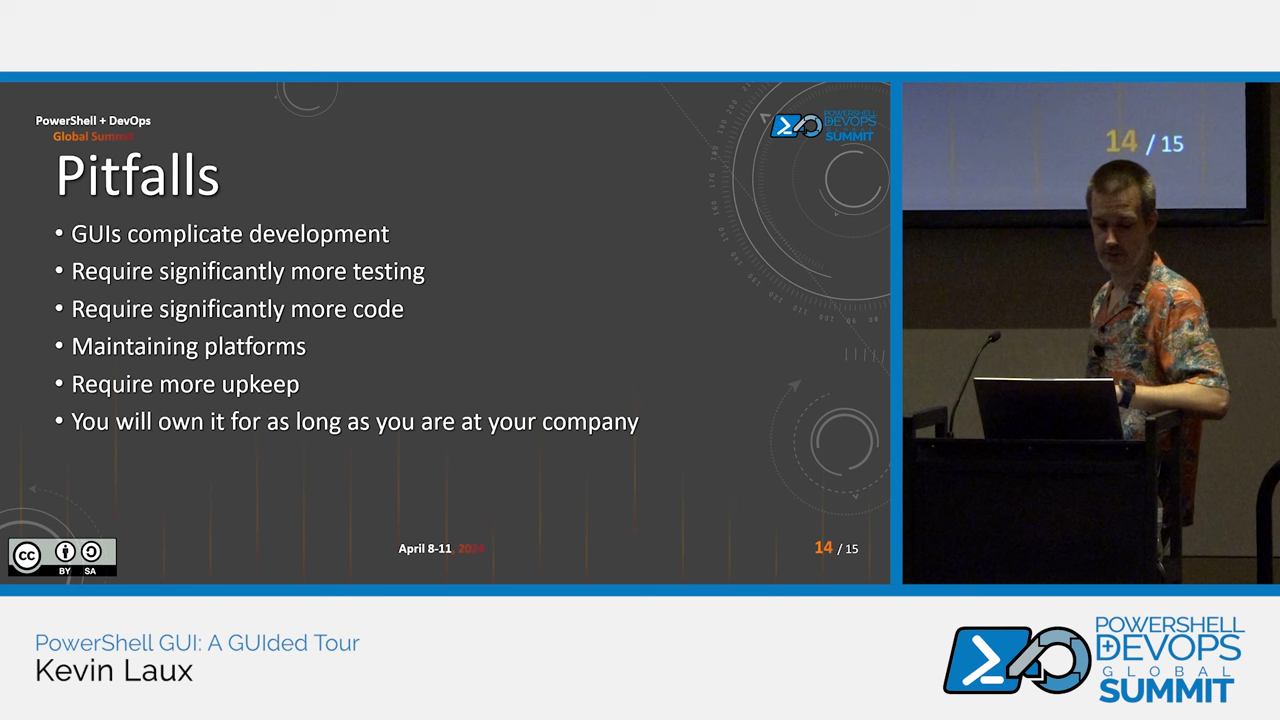 PowerShell + DevOps
Global Summit
POWERSHELL
DEVOPS
SUMMIT
Pitfalls
• GUIs complicate development
• Require significantly more testing
• Require significantly more code
• Maintaining platforms
• Require more upkeep
• You will own it for as long as you are at your company
cc
BY SA
April 8-11, 2024
14 / 15
14 / 15
PowerShell GUI: A GUIded Tour
Kevin Laux
POWERSHELL
DEVOPS
GLOBAL
SUMMIT